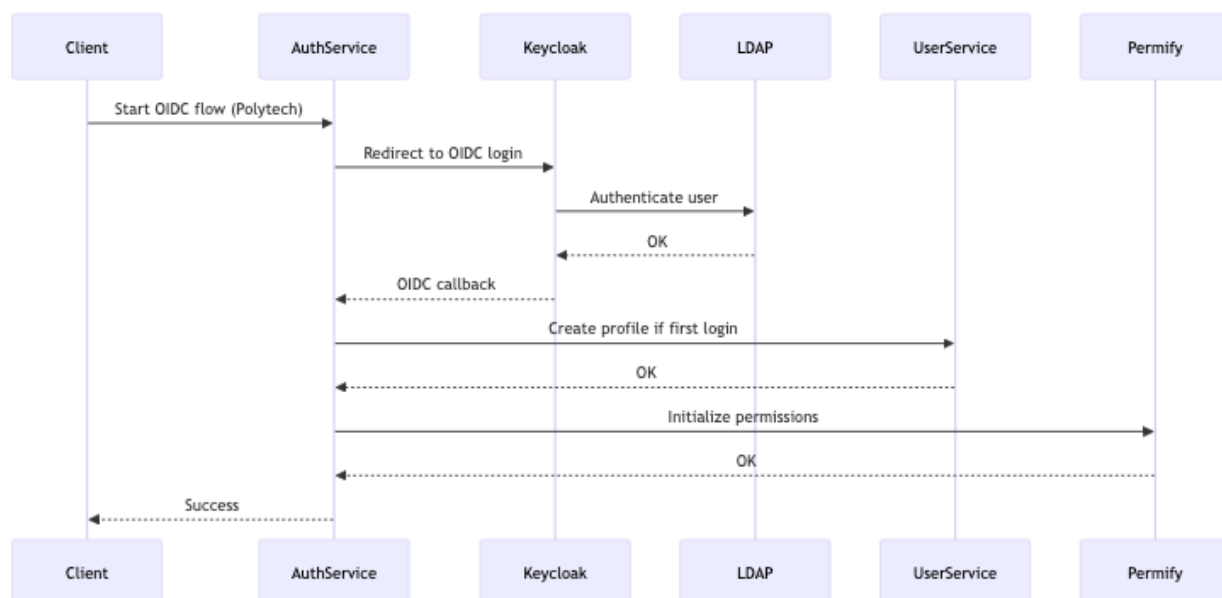 Client AuthService Keycloak LDAP UserService Permify
Start OIDC flow (Polytech)
Redirect to OIDC login
Authenticate user
OK
OIDC callback
Create profile if first login
OK
Initialize permissions
OK
Success
Client AuthService Keycloak LDAP UserService Permify